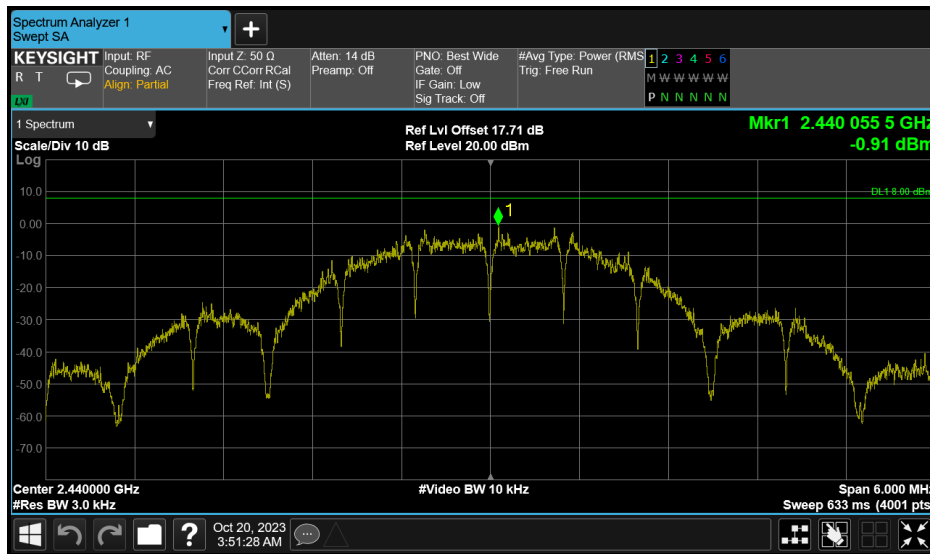 Spectrum Analyzer 1
Swept SA
+
KEYSIGHT
R T
LXI
Input: RF
Coupling: AC
Align: Partial
Input Z: 50 Ω
Corr CCorr RCal
Freq Ref: Int (S)
Atten: 14 dB
Preamp: Off
PNO: Best Wide
Gate: Off
IF Gain: Low
Sig Track: Off
#Avg Type: Power (RMS
Trig: Free Run
1 2 3 4 5 6
M W W W W W
P N N N N N
1 Spectrum
Scale/Div 10 dB
Log
Ref Lvl Offset 17.71 dB
Ref Level 20.00 dBm
Mkr1 2.440 055 5 GHz
-0.91 dBm
10.0
DL1 8.00 dBm
1
0.00
-10.0
-20.0
-30.0
-40.0
-50.0
-60.0
-70.0
Center 2.440000 GHz
#Res BW 3.0 kHz
#Video BW 10 kHz
Span 6.000 MHz
Sweep 633 ms (4001 pts
?
Oct 20, 2023
3:51:28 AM